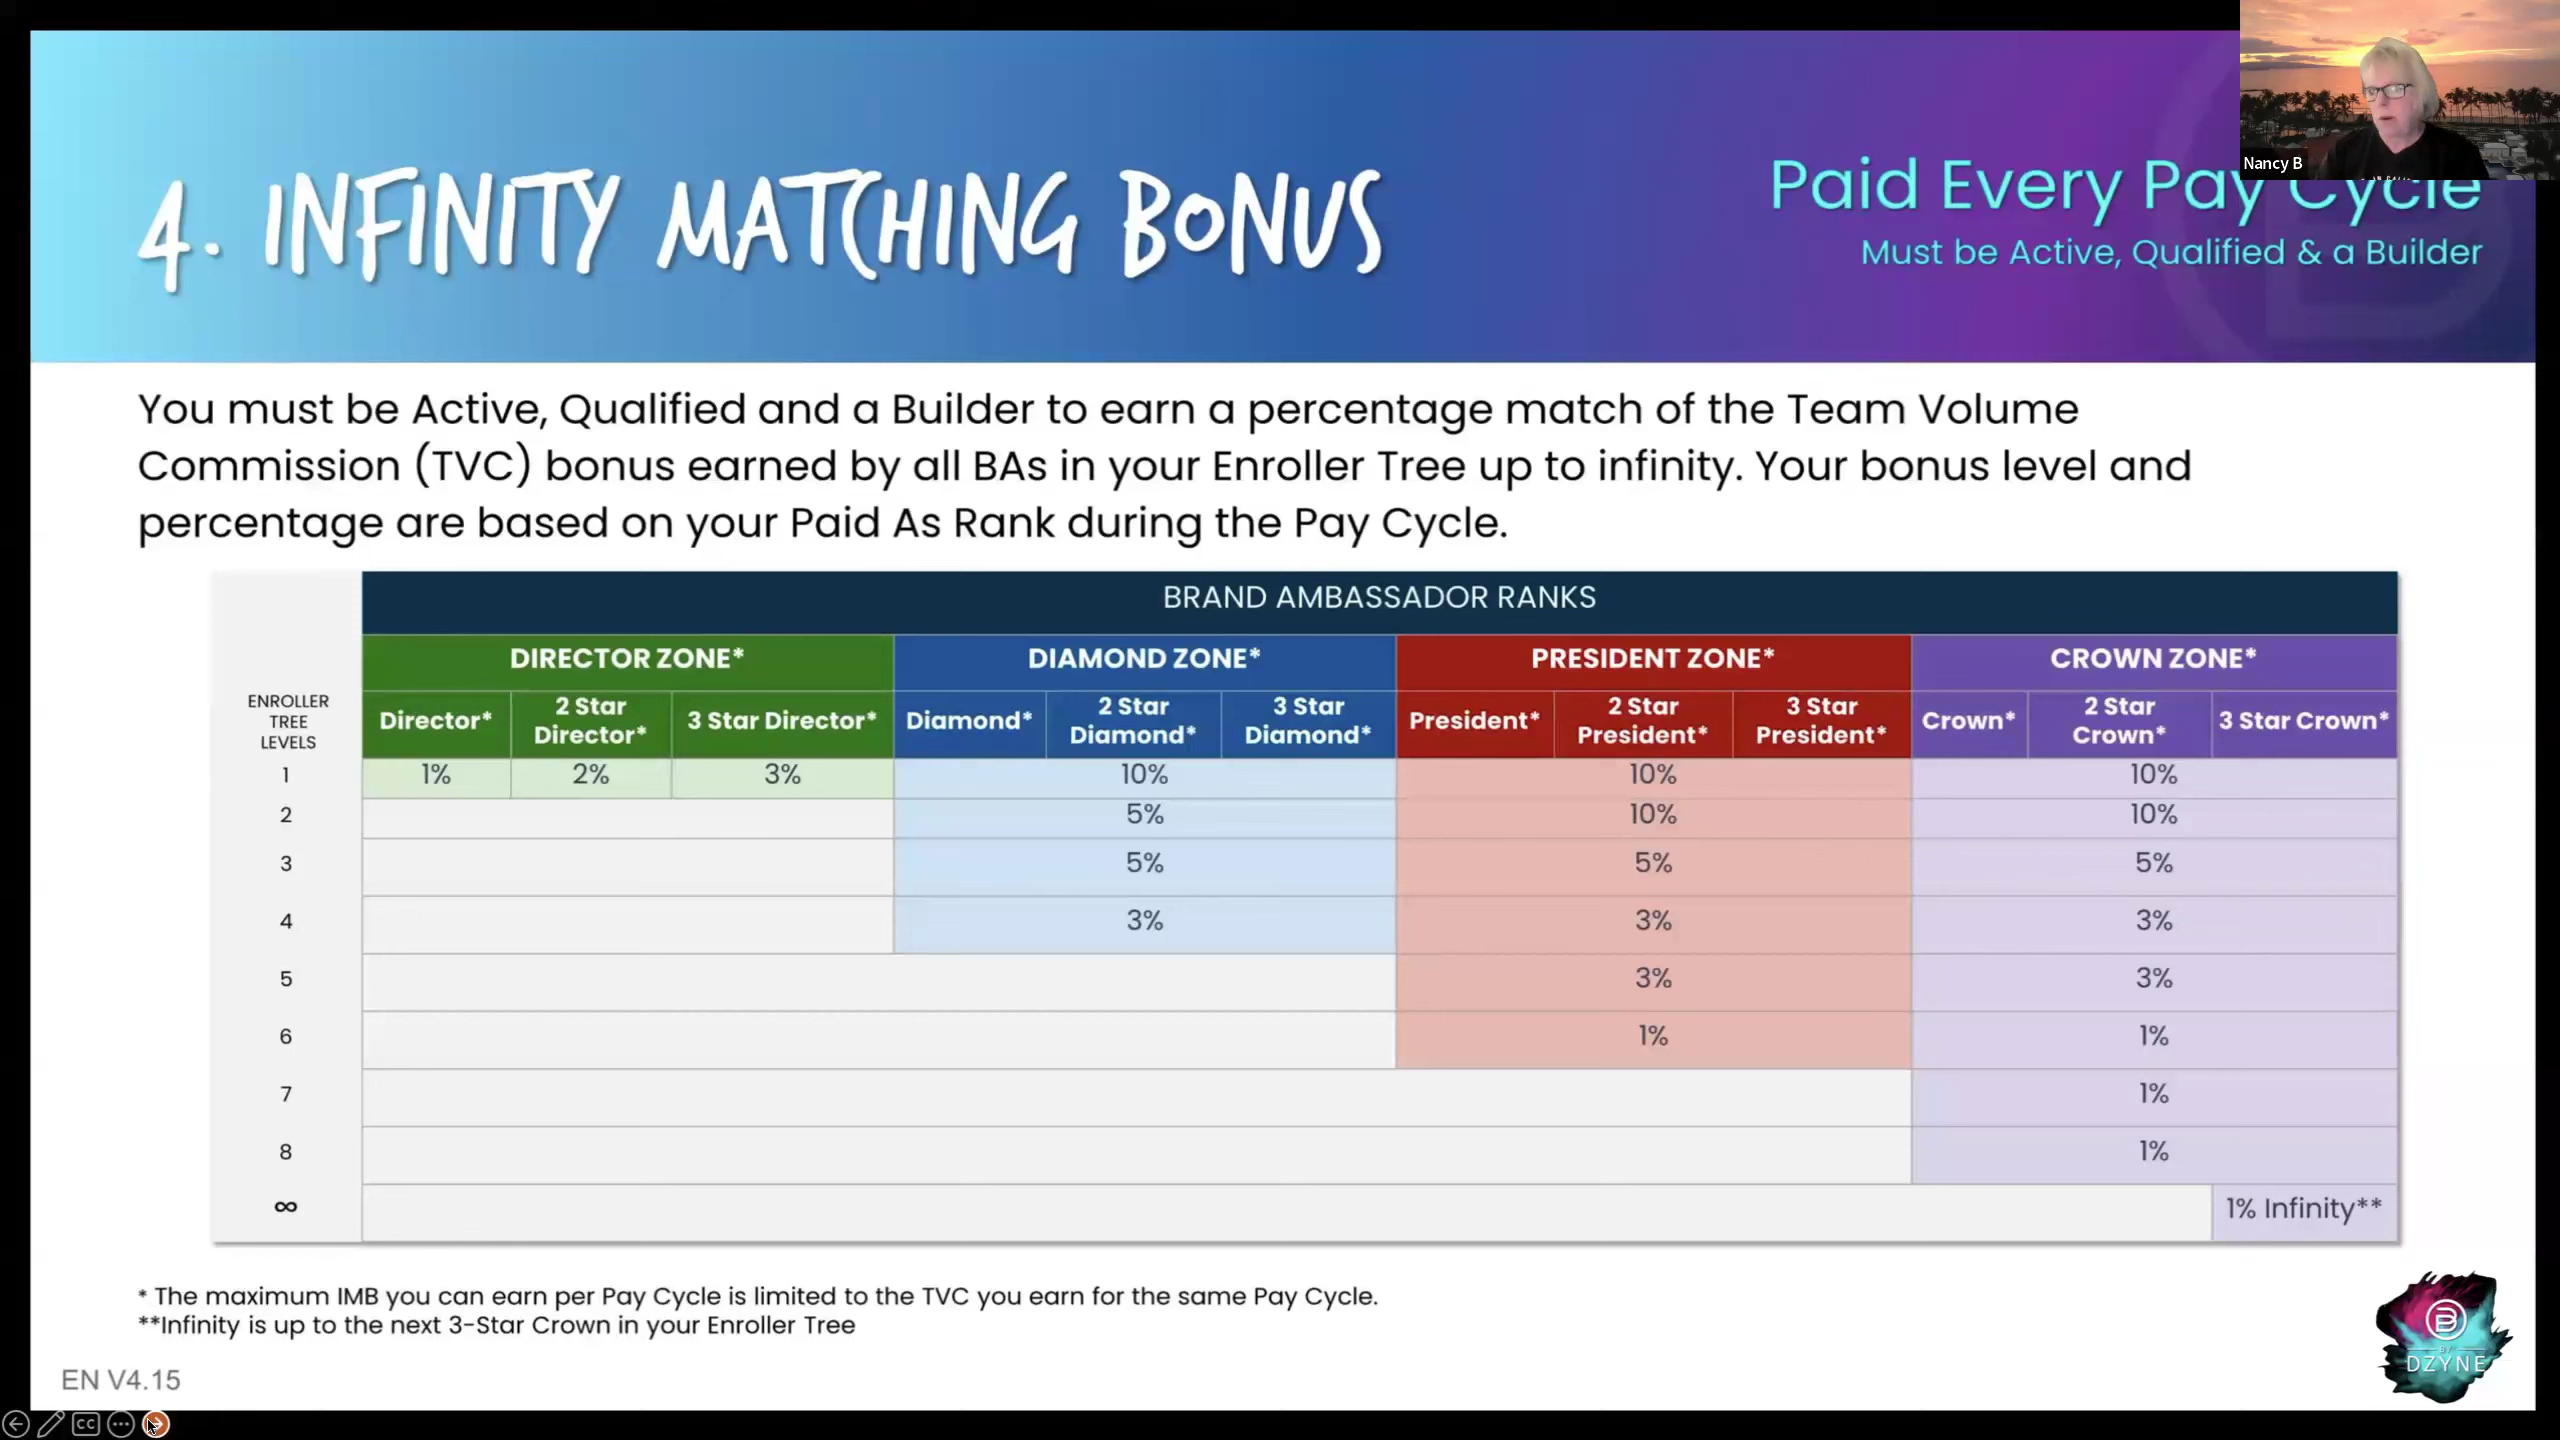 4. INFINITY MATCHING BONUS
Paid Every Pay Cycle
Must be Active, Qualified & a Builder
Nancy B
You must be Active, Qualified and a Builder to earn a percentage match of the Team Volume
Commission (TVC) bonus earned by all BAs in your Enroller Tree up to infinity. Your bonus level and
percentage are based on your Paid As Rank during the Pay Cycle.
BRAND AMBASSADOR RANKS
DIRECTOR ZONE* DIAMOND ZONE* PRESIDENT ZONE* CROWN ZONE*
ENROLLER
TREE
LEVELS
Director* 2 Star Director* 3 Star Director* Diamond* 2 Star Diamond* 3 Star Diamond* President* 2 Star President* 3 Star President* Crown* 2 Star Crown* 3 Star Crown*
1 1% 2% 3% 10% 10% 10%
2 5% 10% 10%
3 5% 5% 5%
4 3% 3% 3%
5 3% 3%
6 1% 1%
7 1%
8 1%
∞ 1% Infinity**
* The maximum IMB you can earn per Pay Cycle is limited to the TVC you earn for the same Pay Cycle.
**Infinity is up to the next 3-Star Crown in your Enroller Tree
B
BY
DZYNE
EN V4.15
CC